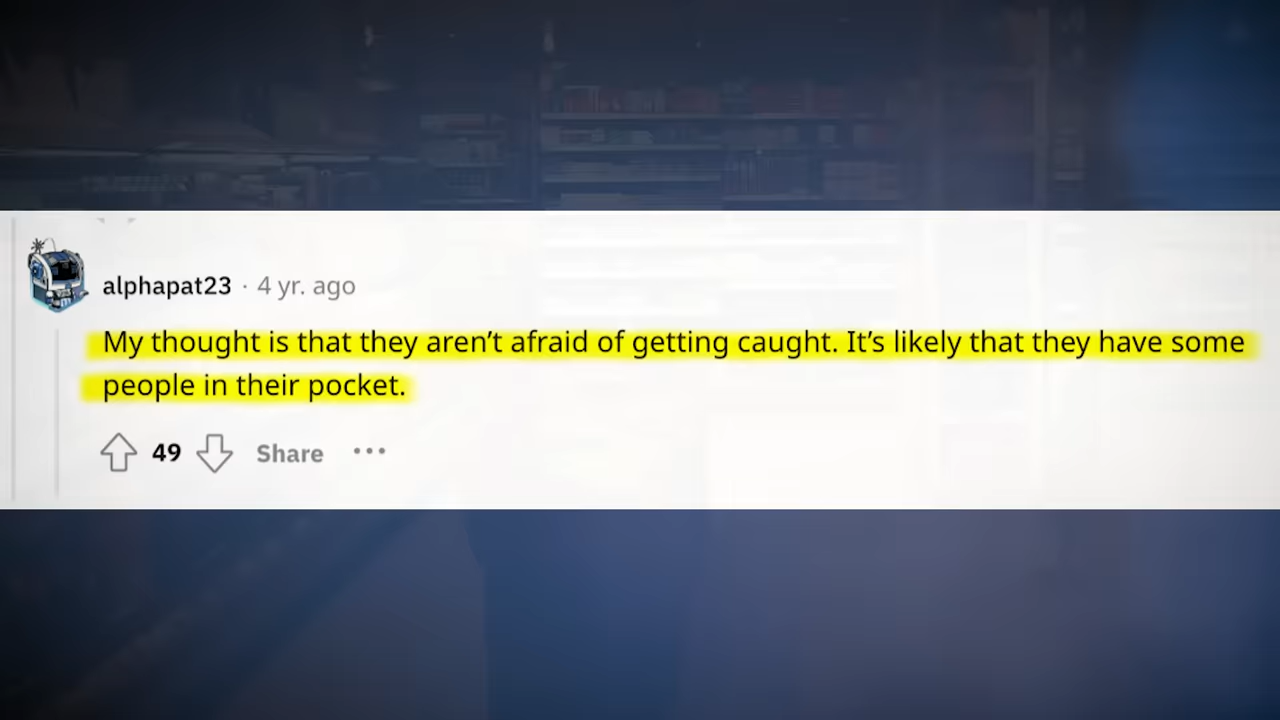 alphapat23 · 4 yr. ago
My thought is that they aren’t afraid of getting caught. It’s likely that they have some
people in their pocket.
49 Share •••